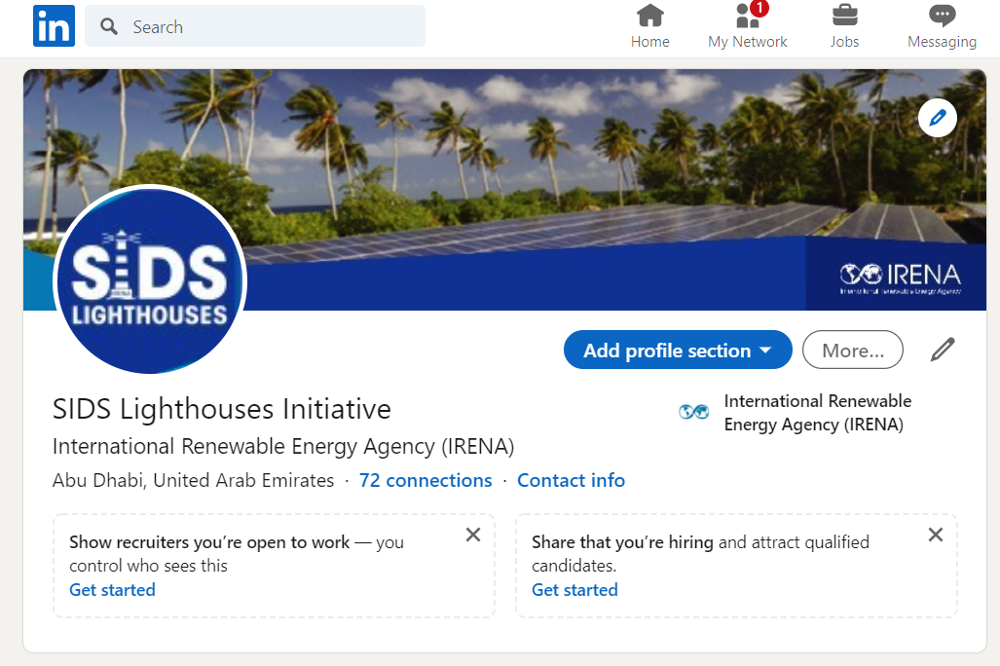 in
Search
1
Home
My Network
Jobs
Messaging
SIDS
LIGHTHOUSES
IRENA
International Renewable Energy Agency
Add profile section
More...
SIDS Lighthouses Initiative
International Renewable Energy Agency (IRENA)
Abu Dhabi, United Arab Emirates · 72 connections · Contact info
International Renewable
Energy Agency (IRENA)
Show recruiters you’re open to work — you
control who sees this
Get started
Share that you’re hiring and attract qualified
candidates.
Get started